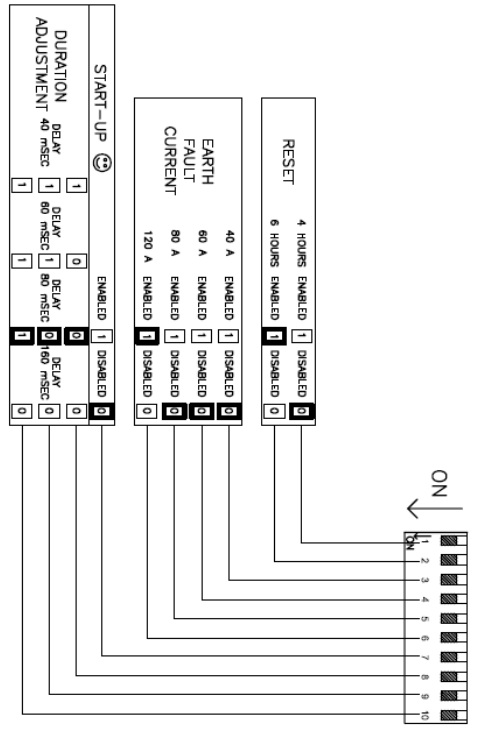 ON
ON
1 2 3 4 5 6 7 8 9 10
RESET
4 HOURS ENABLED 1 DISABLED 0
6 HOURS ENABLED 1 DISABLED 0
EARTH
FAULT
CURRENT
40 A ENABLED 1 DISABLED 0
60 A ENABLED 1 DISABLED 0
80 A ENABLED 1 DISABLED 0
120 A ENABLED 1 DISABLED 0
START-UP ☺ ENABLED 1 DISABLED 0
DURATION
ADJUSTMENT
DELAY DELAY DELAY DELAY
40 mSEC 60 mSEC 80 mSEC 160 mSEC
1 0 0 0
1 1 0 0
1 1 1 0